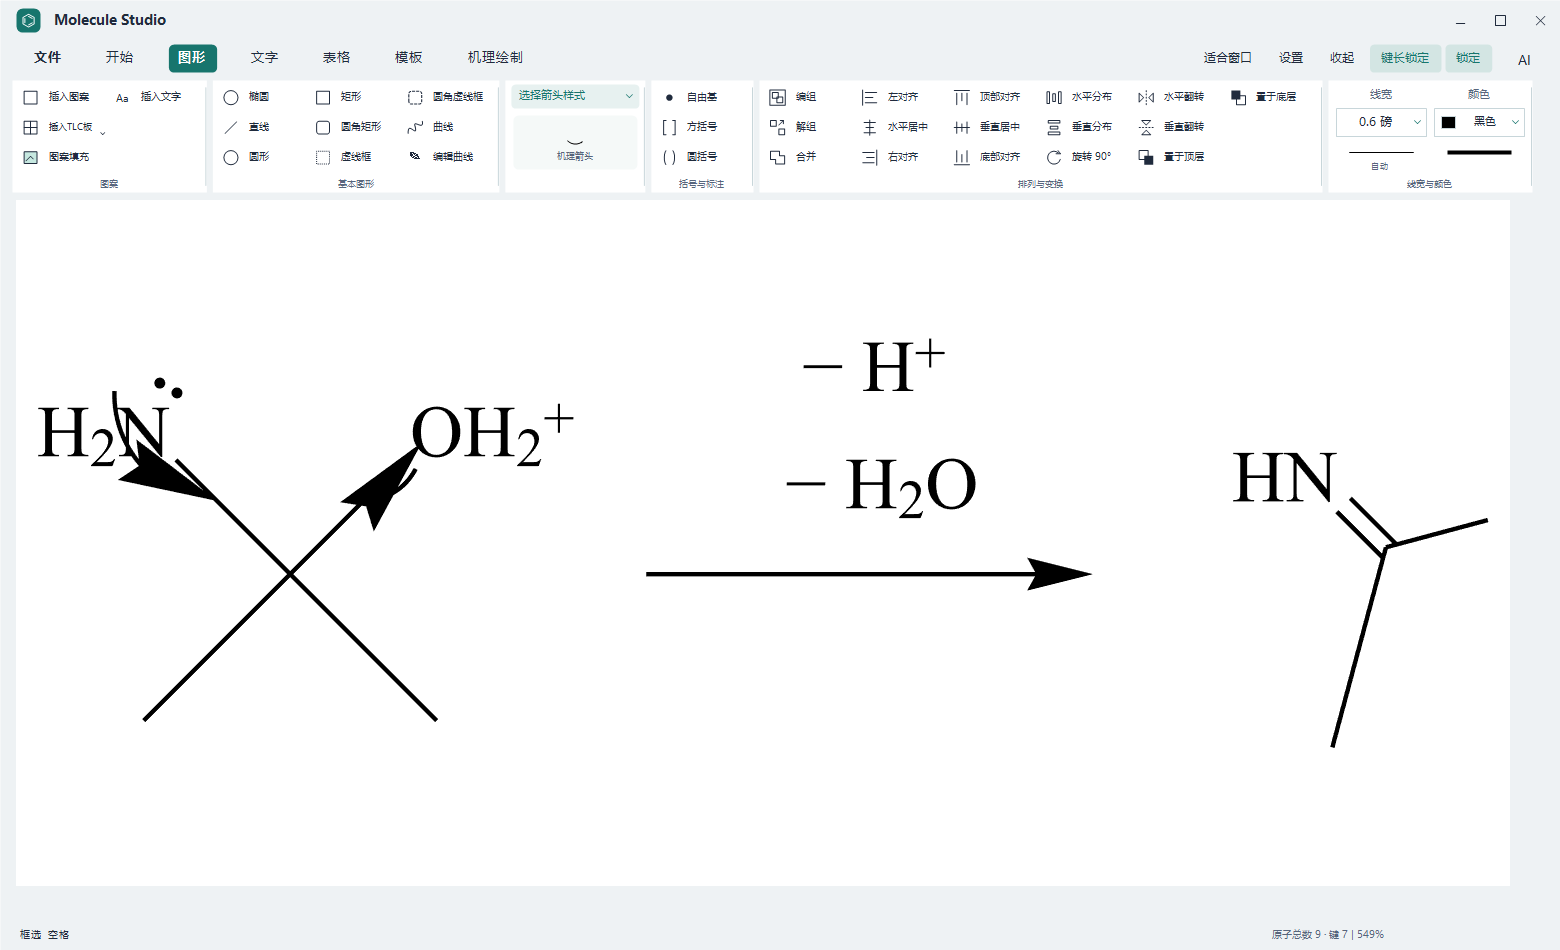 Molecule Studio
文件 开始 图形 文字 表格 模板 机理绘制 适合窗口 设置 收起 键长锁定 锁定 AI
插入图案 Aa 插入文字
插入TLC板
图案填充
图案
椭圆 矩形 圆角虚线框
直线 圆角矩形 曲线
圆形 虚线框 编辑曲线
基本图形
选择箭头样式
机理箭头
自由基
[ ] 方括号
( ) 圆括号
括号与标注
编组 左对齐 顶部对齐 水平分布 水平翻转 置于底层
解组 水平居中 垂直居中 垂直分布 垂直翻转
合并 右对齐 底部对齐 旋转 90° 置于顶层
排列与变换
线宽 颜色
0.6 磅 黑色
自动
线宽与颜色
− H+
H2N OH2+
− H2O
HN
框选 空格 原子总数 9 · 键 7 | 549%